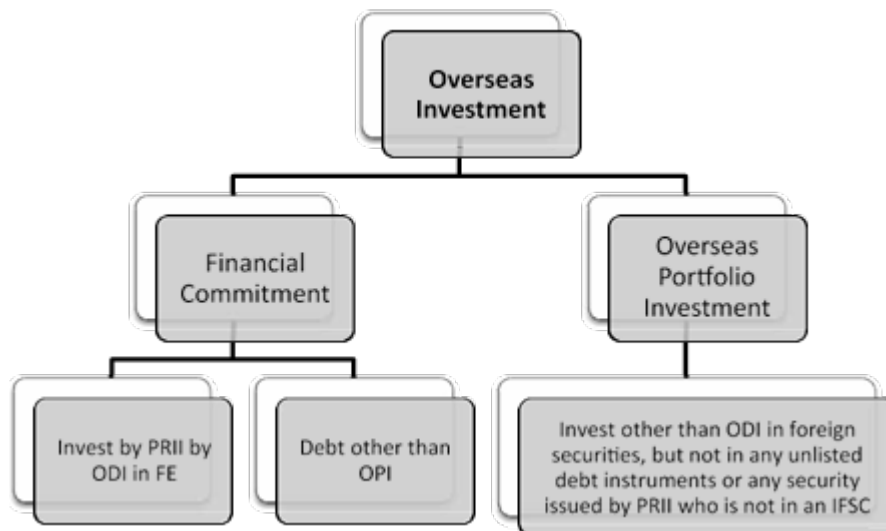 Overseas
Investment
Financial
Commitment
Overseas
Portfolio
Investment
Invest by PRII by
ODI in FE
Debt other than
OPI
Invest other than ODI in foreign
securities, but not in any unlisted
debt instruments or any security
issued by PRII who is not in an IFSC